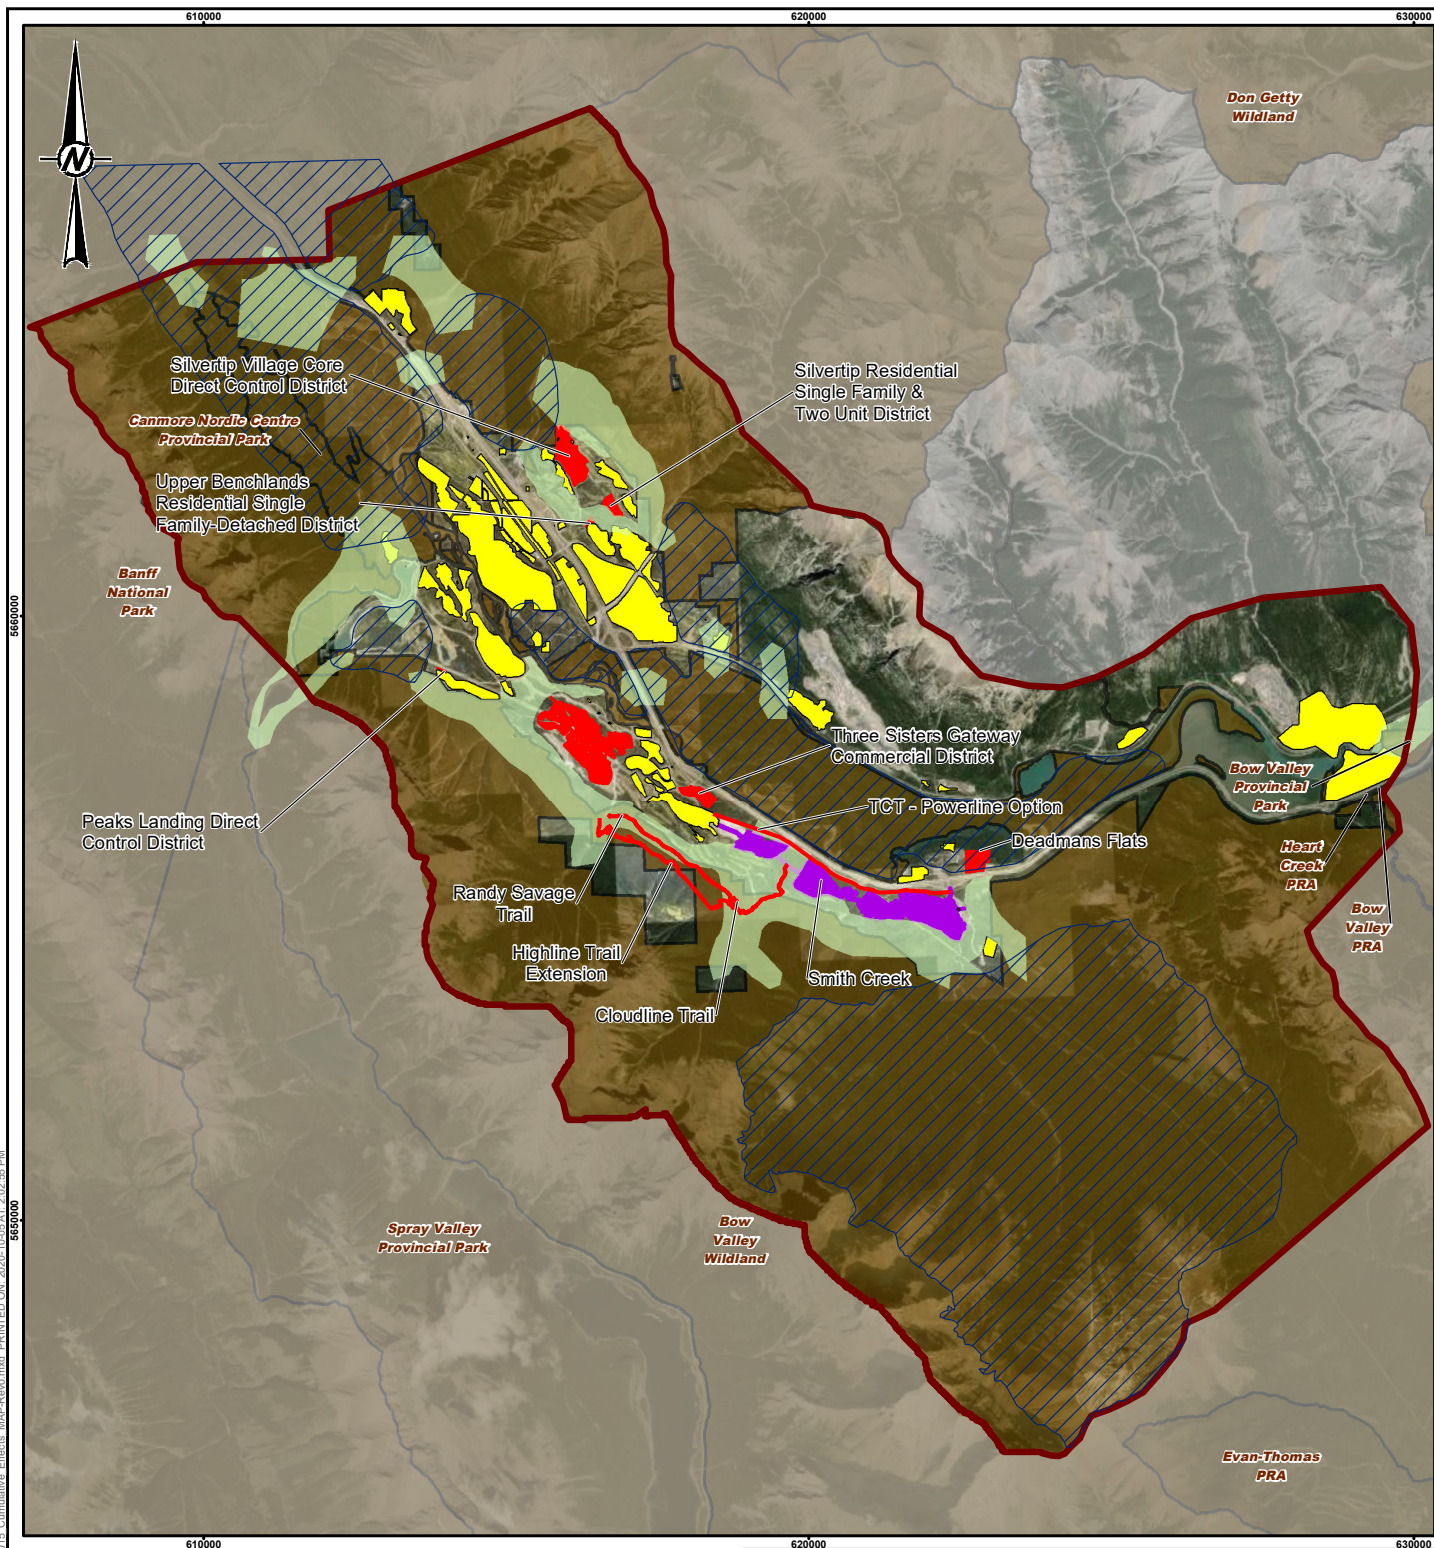 610000
620000
630000
Don Getty
Wildland
N
Silvertip Village Core
Direct Control District
Silvertip Residential
Single Family &
Two Unit District
Canmore Nordic Centre
Provincial Park
Upper Benchlands
Residential Single
Family-Detached District
Banff
National
Park
5660000
Three Sisters Gateway
Commercial District
Bow Valley
Provincial
Park
TCT - Powerline Option
Peaks Landing Direct
Control District
Deadmans Flats
Heart
Creek
PRA
Randy Savage
Trail
Bow
Valley
PRA
Highline Trail
Extension
Smith Creek
Cloudline Trail
5650000
Spray Valley
Provincial Park
Bow
Valley
Wildland
Evan-Thomas
PRA
610000
620000
630000